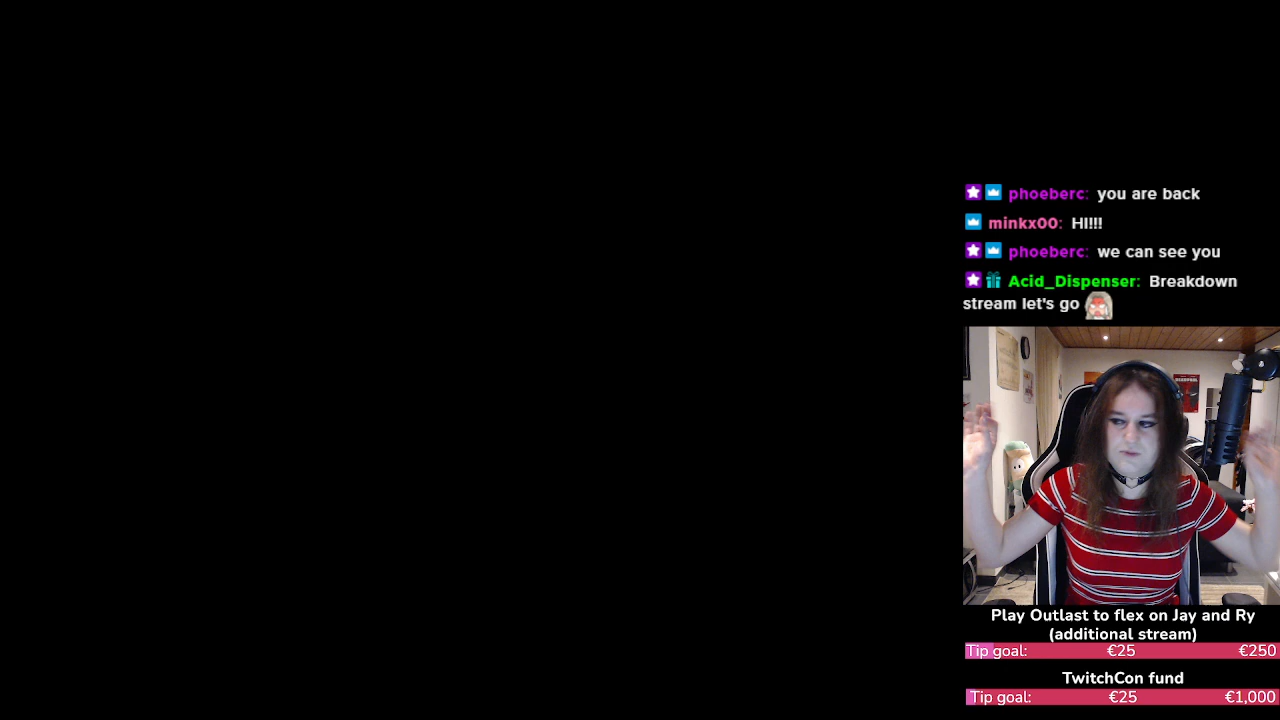 phoeberc: you are back
minkx00: HI!!!
phoeberc: we can see you
Acid_Dispenser: Breakdown
stream let's go
Play Outlast to flex on Jay and Ry
(additional stream)
Tip goal: €25 €250
TwitchCon fund
Tip goal: €25 €1,000